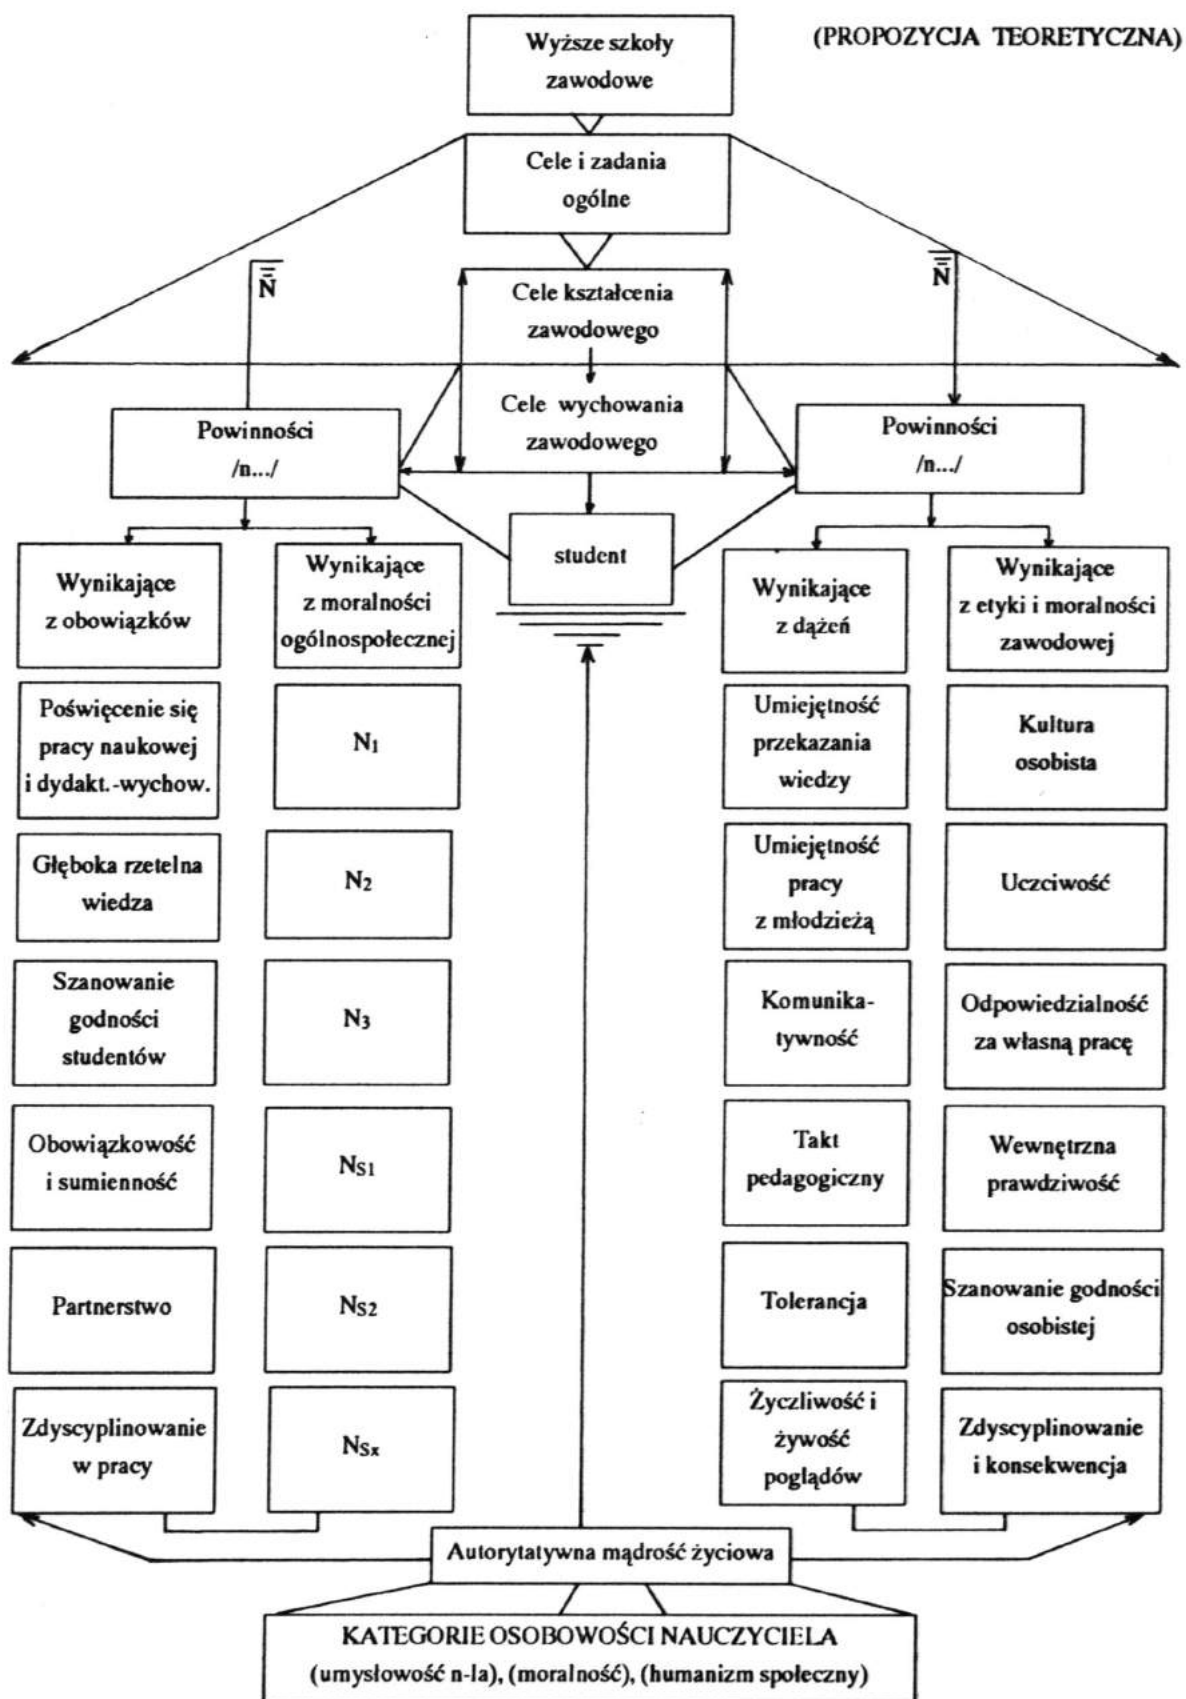 (PROPOZYCJA TEORETYCZNA)
Wyższe szkoły
zawodowe
Cele i zadania
ogólne
N
N
Cele kształcenia
zawodowego
Cele wychowania
zawodowego
Powinności
/n.../
Powinności
/n.../
student
Wynikające
z obowiązków
Wynikające
z moralności
ogólnospołecznej
Wynikające
z dążeń
Wynikające
z etyki i moralności
zawodowej
Poświęcenie się
pracy naukowej
i dydakt.-wychow.
N1
Umiejętność
przekazania
wiedzy
Kultura
osobista
Głęboka rzetelna
wiedza
N2
Umiejętność
pracy
z młodzieżą
Uczciwość
Szanowanie
godności
studentów
N3
Komunika-
tywność
Odpowiedzialność
za własną pracę
Obowiązkowość
i sumienność
NS1
Takt
pedagogiczny
Wewnętrzna
prawdziwość
Partnerstwo
NS2
Tolerancja
Szanowanie godności
osobistej
Zdyscyplinowanie
w pracy
NSx
Życzliwość i
żywość
poglądów
Zdyscyplinowanie
i konsekwencja
Autorytatywna mądrość życiowa
KATEGORIE OSOBOWOŚCI NAUCZYCIELA
(umysłowość n-la), (moralność), (humanizm społeczny)